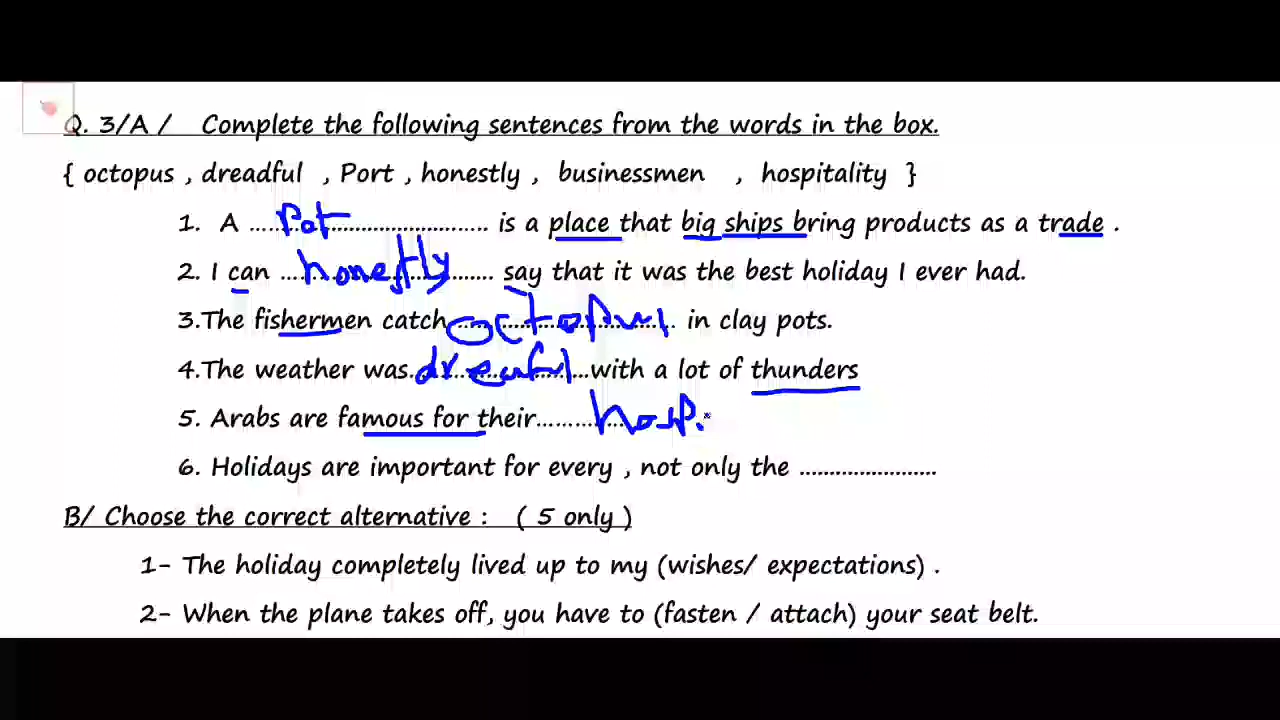 Q. 3/A / Complete the following sentences from the words in the box.
{ octopus , dreadful , Port , honestly , businessmen , hospitality }
1. A ....Pot........................ is a place that big ships bring products as a trade .
2. I can ...honestly....... say that it was the best holiday I ever had.
3.The fishermen catch...octopus... in clay pots.
4.The weather was...dreaful...with a lot of thunders
5. Arabs are famous for their..........hosp.
6. Holidays are important for every , not only the .......................
B/ Choose the correct alternative : ( 5 only )
1- The holiday completely lived up to my (wishes/ expectations) .
2- When the plane takes off, you have to (fasten / attach) your seat belt.